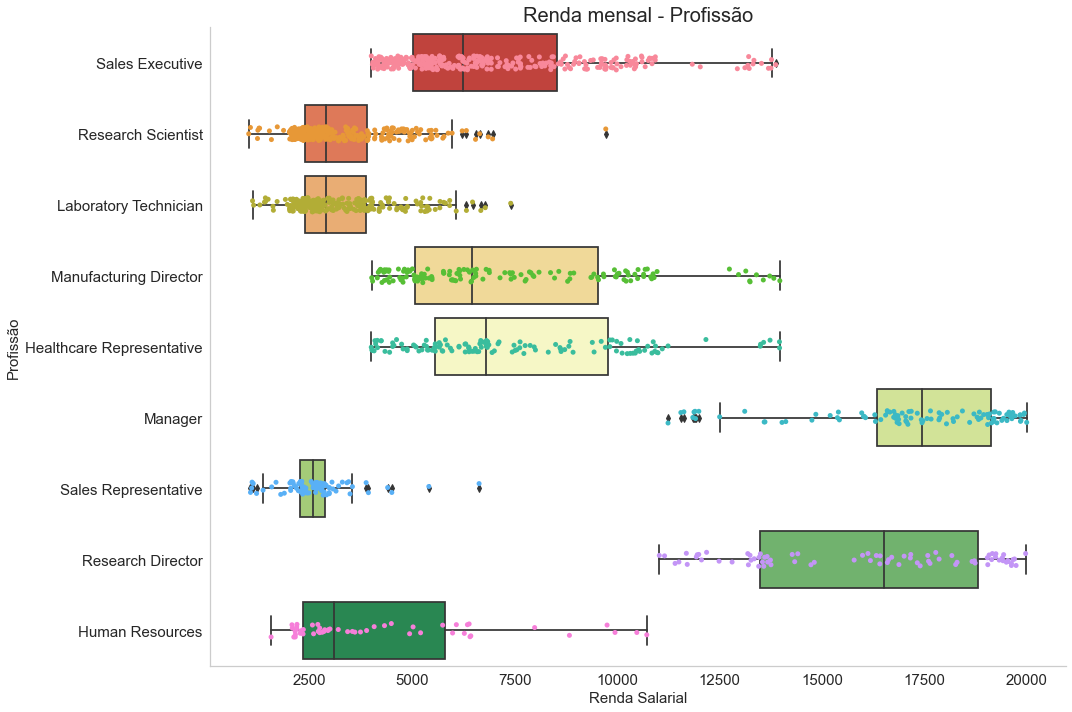 Renda mensal - Profissão
Profissão
Sales Executive
Research Scientist
Laboratory Technician
Manufacturing Director
Healthcare Representative
Manager
Sales Representative
Research Director
Human Resources
2500 5000 7500 10000 12500 15000 17500 20000
Renda Salarial